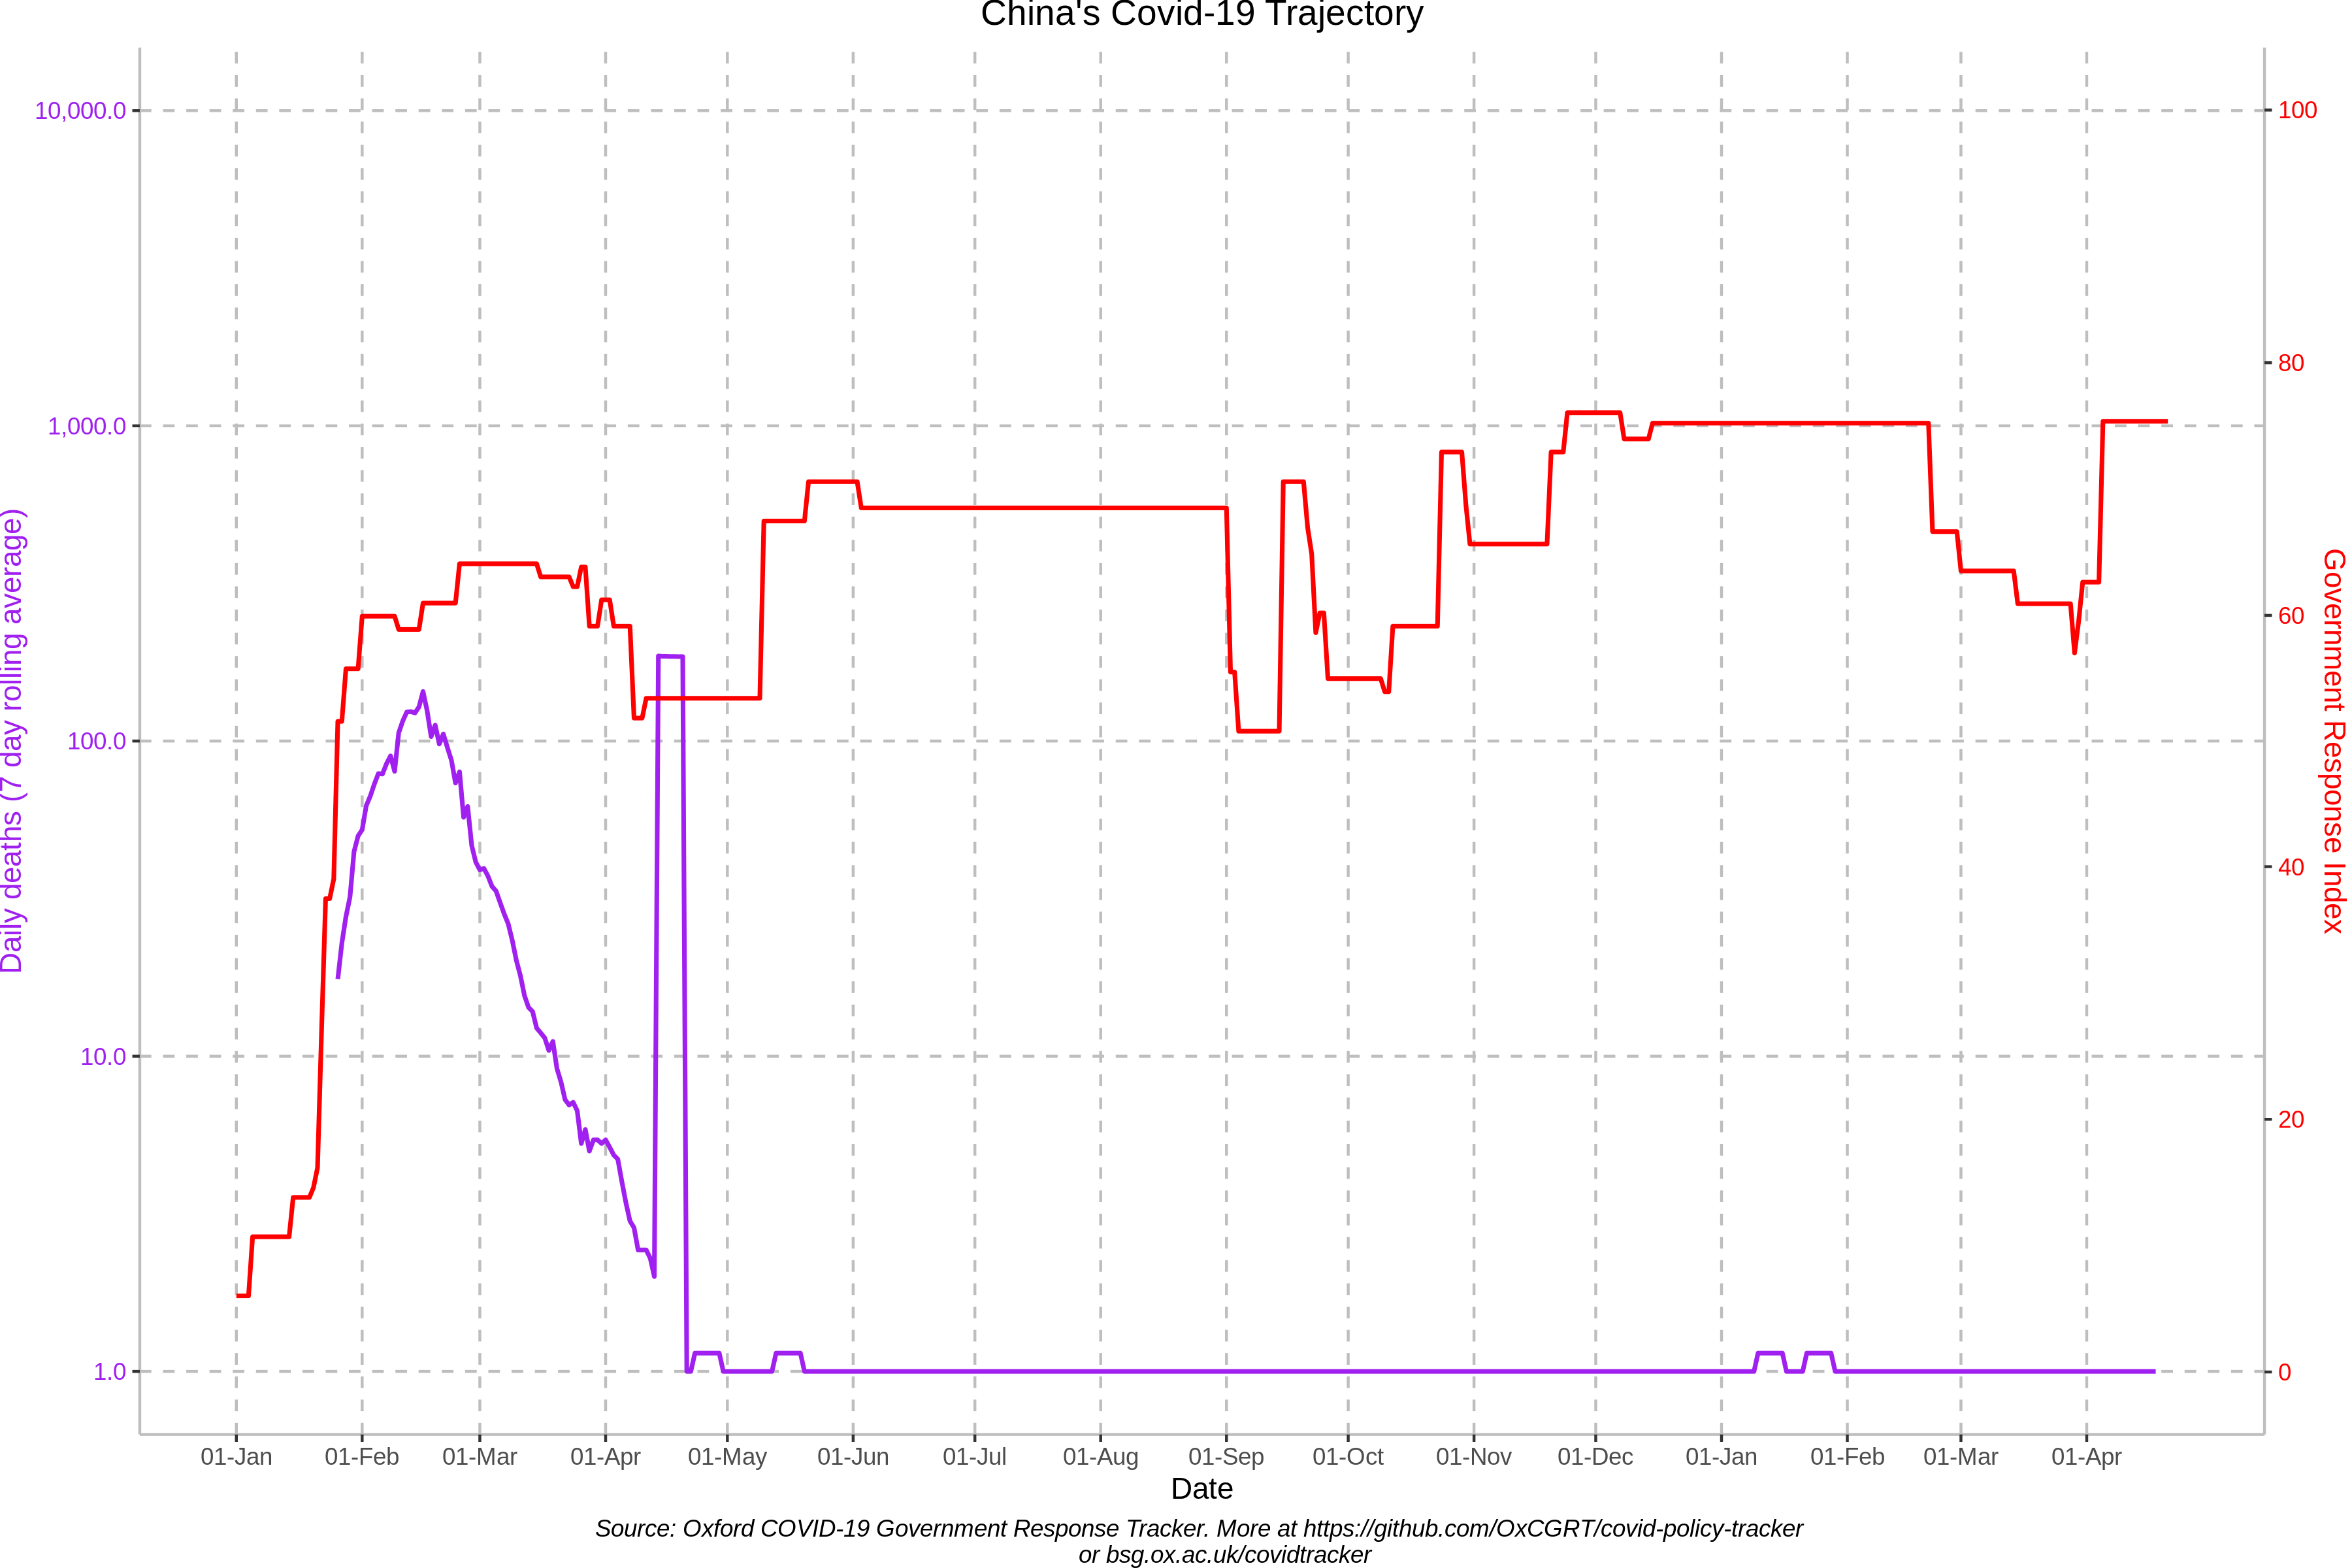 China's Covid-19 Trajectory
10,000.0
1,000.0
100.0
10.0
1.0
Daily deaths (7 day rolling average)
100
80
60
40
20
0
Government Response Index
01-Jan 01-Feb 01-Mar 01-Apr 01-May 01-Jun 01-Jul 01-Aug 01-Sep 01-Oct 01-Nov 01-Dec 01-Jan 01-Feb 01-Mar 01-Apr
Date
Source: Oxford COVID-19 Government Response Tracker. More at https://github.com/OxCGRT/covid-policy-tracker
or bsg.ox.ac.uk/covidtracker